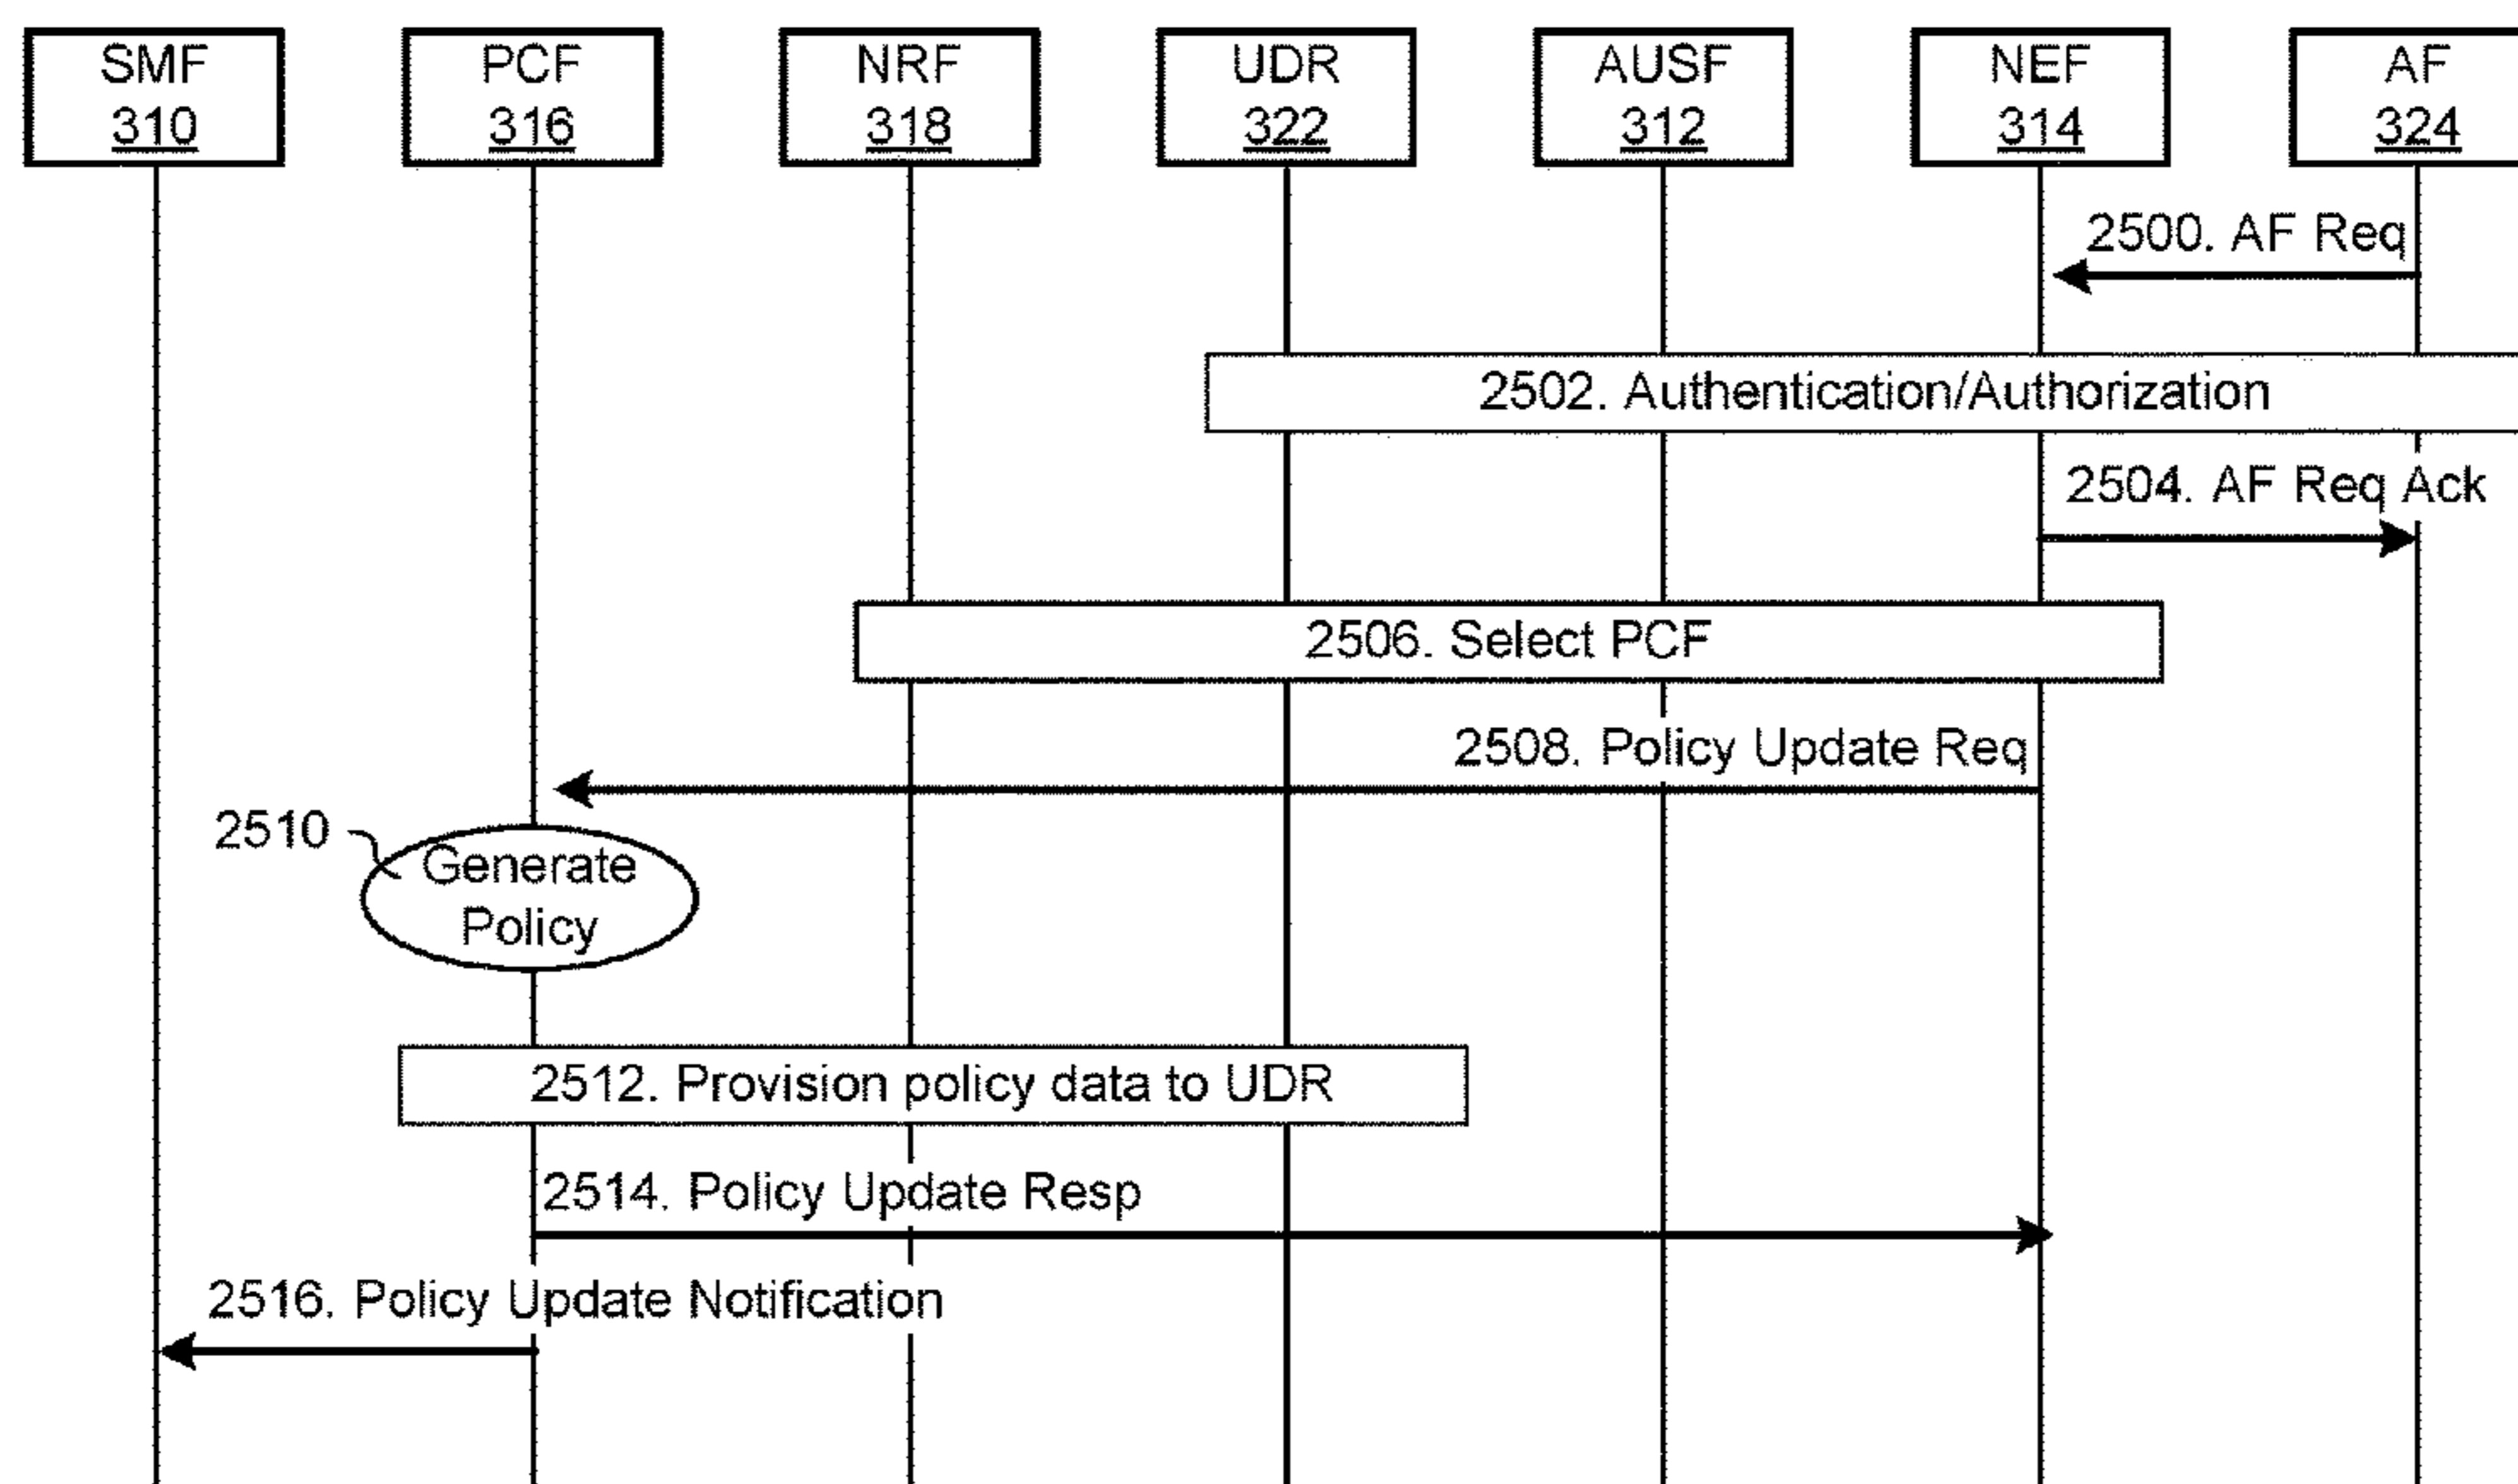 SMF
310
PCF
316
NRF
318
UDR
322
AUSF
312
NEF
314
AF
324
2500. AF Req
2502. Authentication/Authorization
2504. AF Req Ack
2506. Select PCF
2508. Policy Update Req
2510
Generate
Policy
2512. Provision policy data to UDR
2514. Policy Update Resp
2516. Policy Update Notification